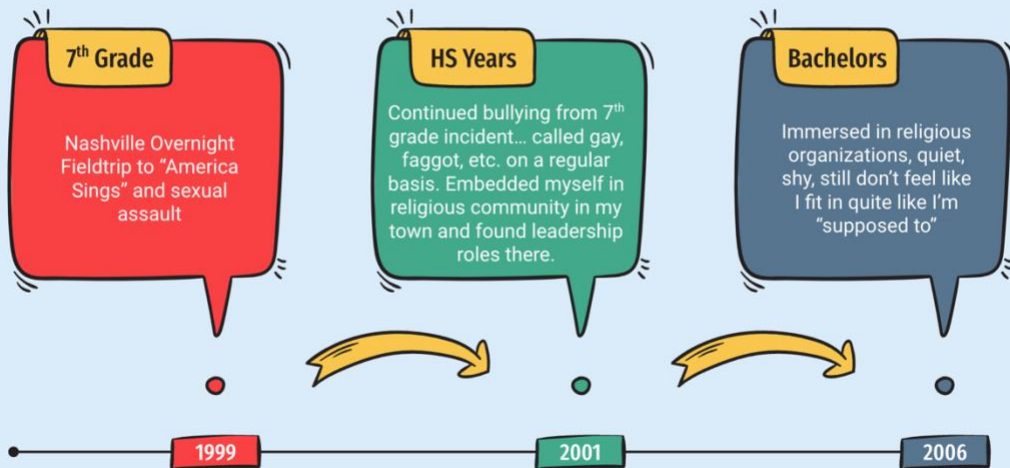 7th Grade
Nashville Overnight
Fieldtrip to “America
Sings” and sexual
assault
HS Years
Continued bullying from 7th
grade incident... called gay,
faggot, etc. on a regular
basis. Embedded myself in
religious community in my
town and found leadership
roles there.
Bachelors
Immersed in religious
organizations, quiet,
shy, still don’t feel like
I fit in quite like I’m
“supposed to”
1999
2001
2006